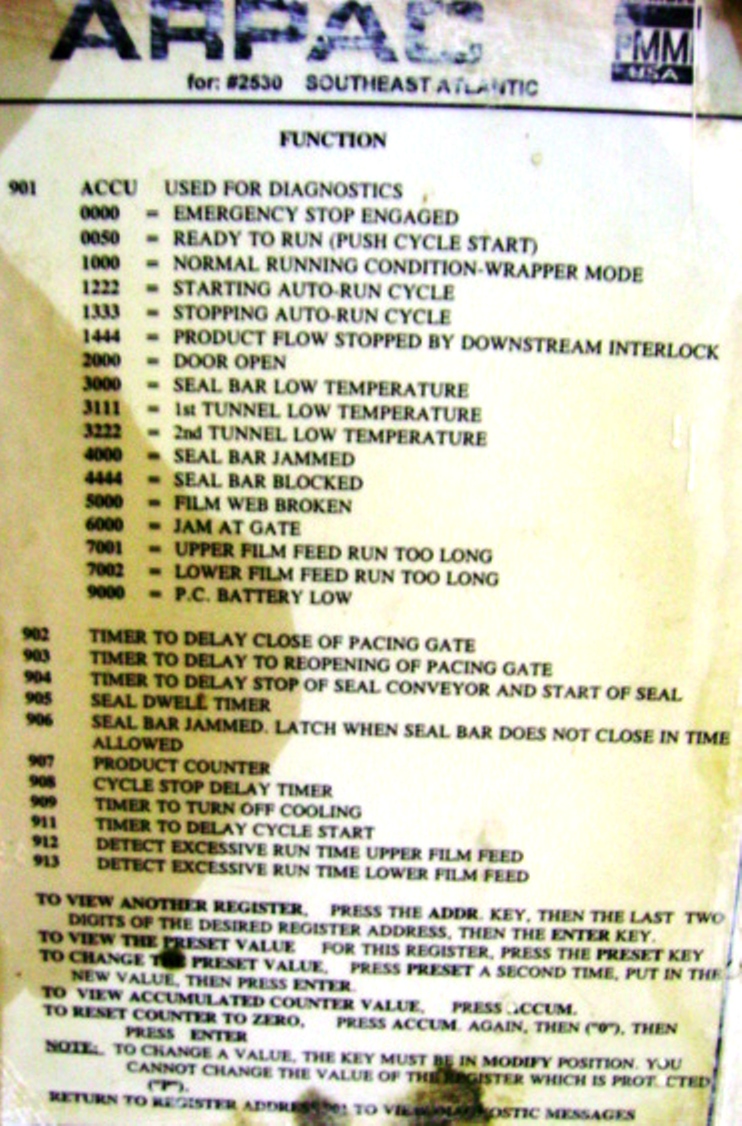 ARPAC
PMMI
USA
for: #2530 SOUTHEAST ATLANTIC
FUNCTION
901 ACCU USED FOR DIAGNOSTICS
0000 = EMERGENCY STOP ENGAGED
0050 = READY TO RUN (PUSH CYCLE START)
1000 = NORMAL RUNNING CONDITION-WRAPPER MODE
1222 = STARTING AUTO-RUN CYCLE
1333 = STOPPING AUTO-RUN CYCLE
1444 = PRODUCT FLOW STOPPED BY DOWNSTREAM INTERLOCK
2000 = DOOR OPEN
3000 = SEAL BAR LOW TEMPERATURE
3111 = 1st TUNNEL LOW TEMPERATURE
3222 = 2nd TUNNEL LOW TEMPERATURE
4000 = SEAL BAR JAMMED
4444 = SEAL BAR BLOCKED
5000 = FILM WEB BROKEN
6000 = JAM AT GATE
7001 = UPPER FILM FEED RUN TOO LONG
7002 = LOWER FILM FEED RUN TOO LONG
9000 = P.C. BATTERY LOW
902 TIMER TO DELAY CLOSE OF PACING GATE
903 TIMER TO DELAY TO REOPENING OF PACING GATE
904 TIMER TO DELAY STOP OF SEAL CONVEYOR AND START OF SEAL
905 SEAL DWELL TIMER
906 SEAL BAR JAMMED. LATCH WHEN SEAL BAR DOES NOT CLOSE IN TIME
ALLOWED
907 PRODUCT COUNTER
908 CYCLE STOP DELAY TIMER
909 TIMER TO TURN OFF COOLING
911 TIMER TO DELAY CYCLE START
912 DETECT EXCESSIVE RUN TIME UPPER FILM FEED
913 DETECT EXCESSIVE RUN TIME LOWER FILM FEED
TO VIEW ANOTHER REGISTER, PRESS THE ADDR. KEY, THEN THE LAST TWO
DIGITS OF THE DESIRED REGISTER ADDRESS, THEN THE ENTER KEY.
TO VIEW THE PRESET VALUE FOR THIS REGISTER, PRESS THE PRESET KEY
TO CHANGE THE PRESET VALUE, PRESS PRESET A SECOND TIME, PUT IN THE
NEW VALUE, THEN PRESS ENTER.
TO VIEW ACCUMULATED COUNTER VALUE, PRESS ACCUM.
TO RESET COUNTER TO ZERO, PRESS ACCUM. AGAIN, THEN ("0"), THEN
PRESS ENTER
NOTE: TO CHANGE A VALUE, THE KEY MUST BE IN MODIFY POSITION. YOU
CANNOT CHANGE THE VALUE OF THE REGISTER WHICH IS PROTECTED
("P").
RETURN TO REGISTER ADDRESS 901 TO VIEW DIAGNOSTIC MESSAGES